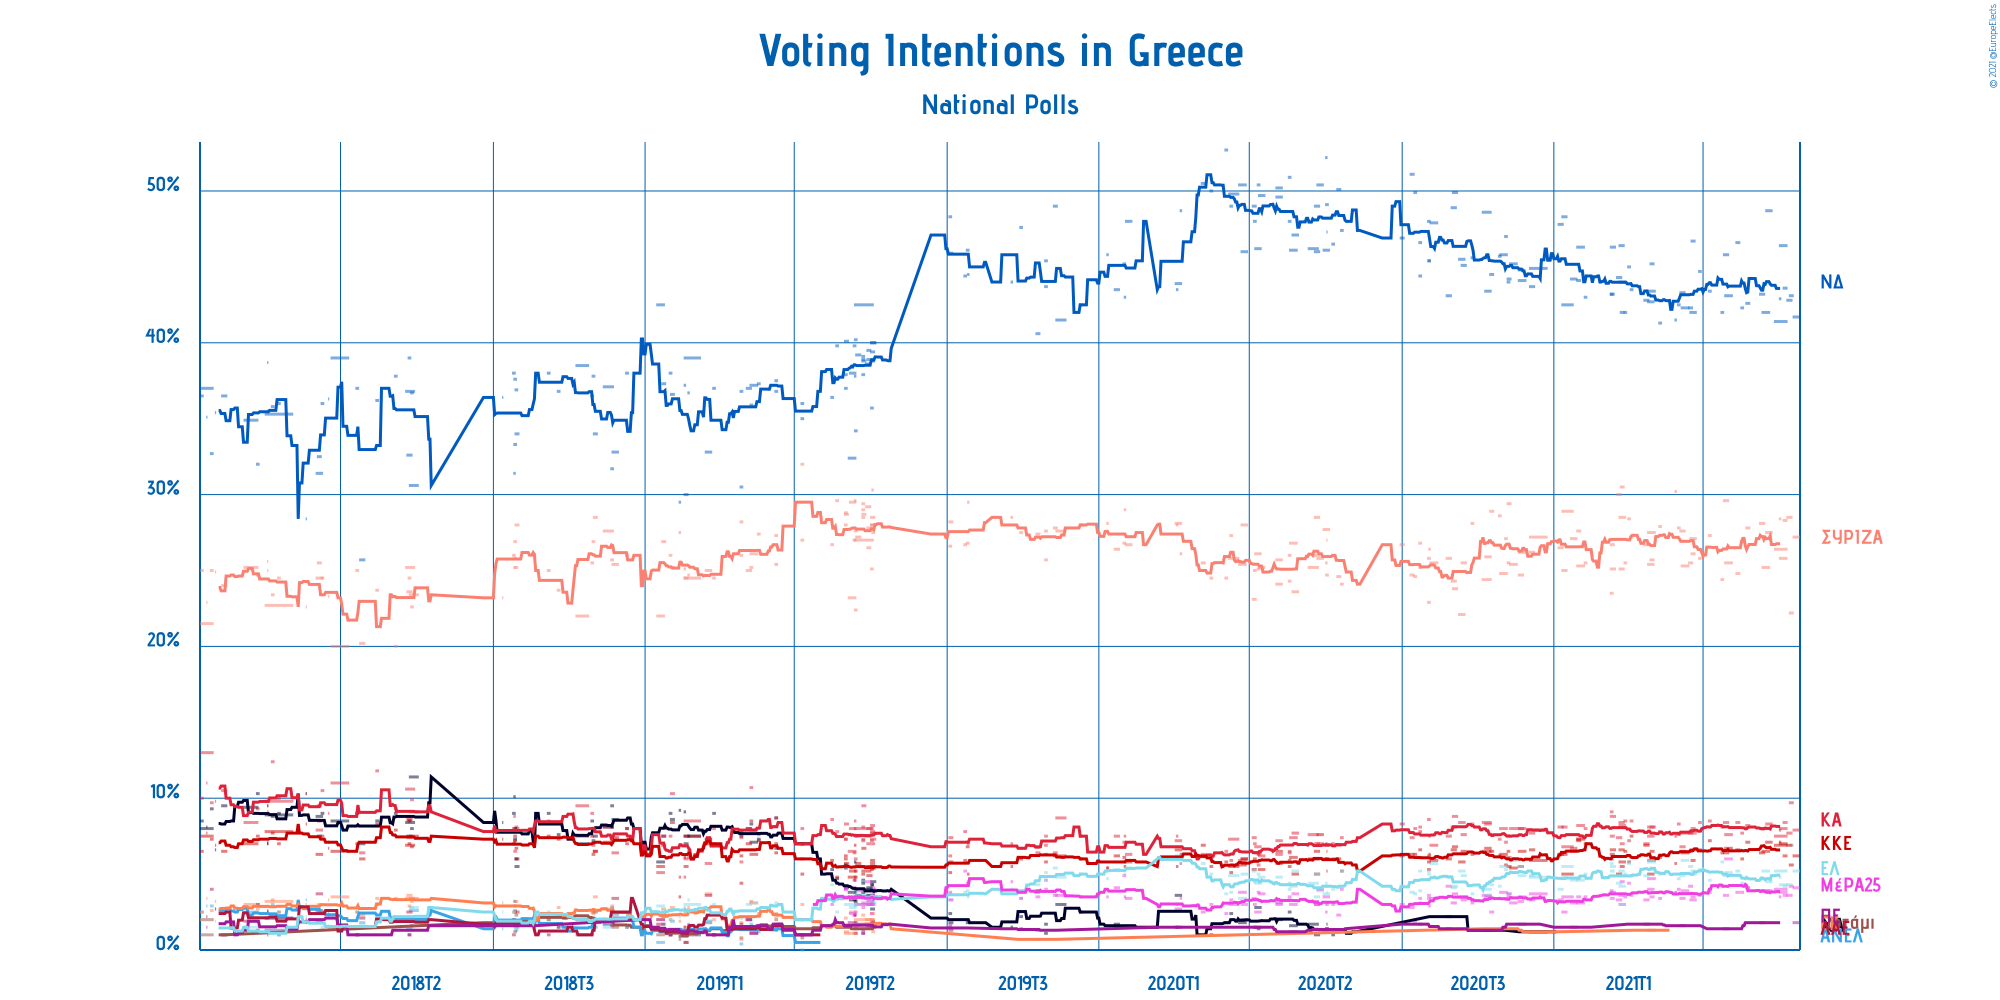 © 2021 @EuropeElects
Voting Intentions in Greece
National Polls
50%
40%
30%
20%
10%
0%
ΝΔ
ΣΥΡΙΖΑ
ΚΑ
ΚΚΕ
ΕΛ
ΜέΡΑ25
ΠΕ
ΑΝΕΛ
2018T2
2018T3
2019T1
2019T2
2019T3
2020T1
2020T2
2020T3
2021T1